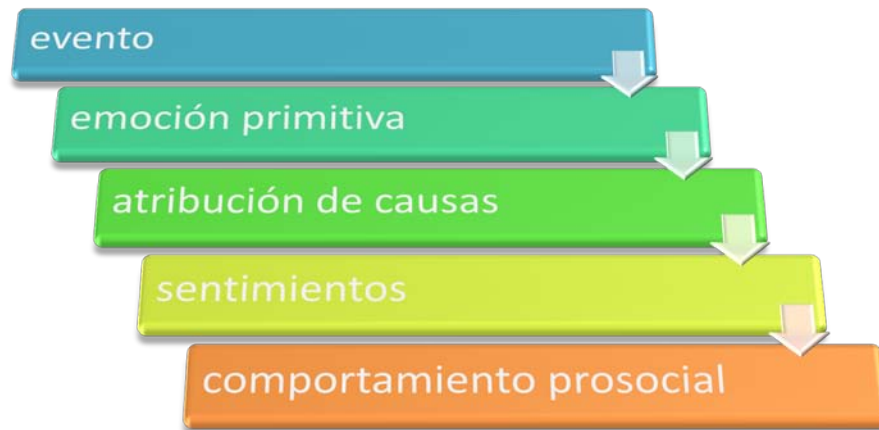 evento
emoción primitiva
atribución de causas
sentimientos
comportamiento prosocial